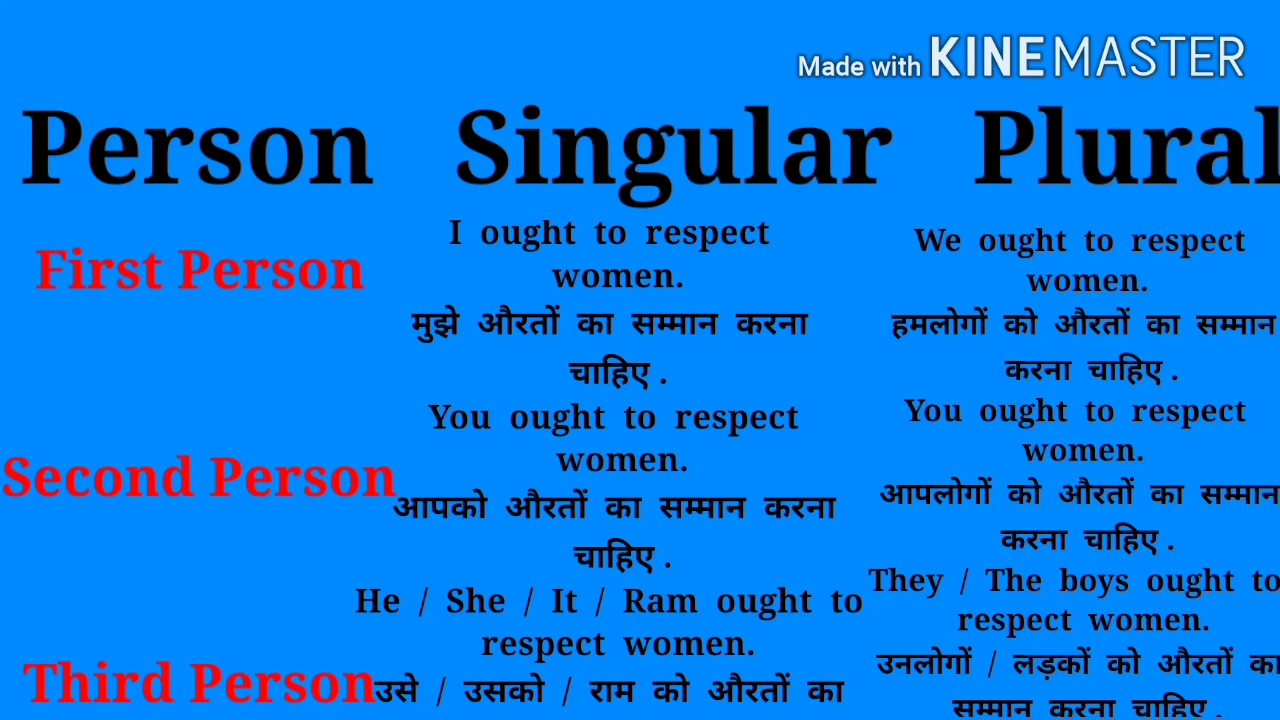 Made with KINEMASTER
Person Singular Plural
First Person
I ought to respect
women.
मुझे औरतों का सम्मान करना
चाहिए .
We ought to respect
women.
हमलोगों को औरतों का सम्मान
करना चाहिए .
Second Person
You ought to respect
women.
आपको औरतों का सम्मान करना
चाहिए .
You ought to respect
women.
आपलोगों को औरतों का सम्मान
करना चाहिए .
Third Person
He / She / It / Ram ought to
respect women.
उसे / उसको / राम को औरतों का
They / The boys ought to
respect women.
उनलोगों / लड़कों को औरतों का
सम्मान करना चाहिए .